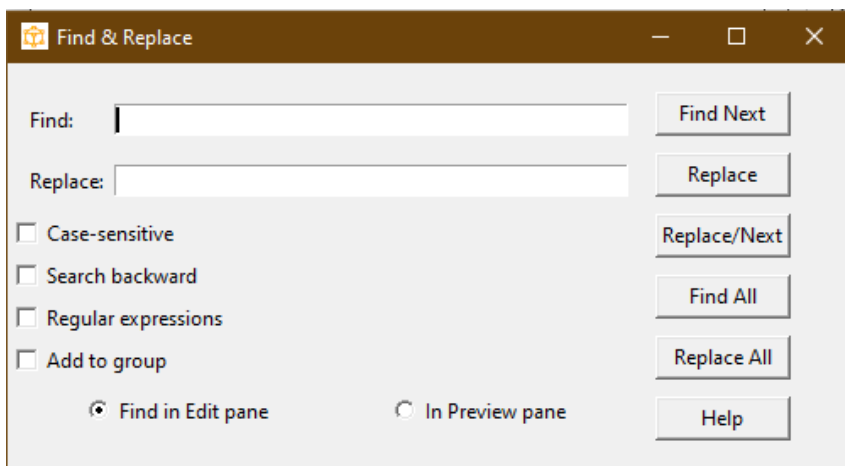 Find & Replace
Find:
Find Next
Replace:
Replace
Case-sensitive
Replace/Next
Search backward
Find All
Regular expressions
Add to group
Replace All
Find in Edit pane In Preview pane
Help